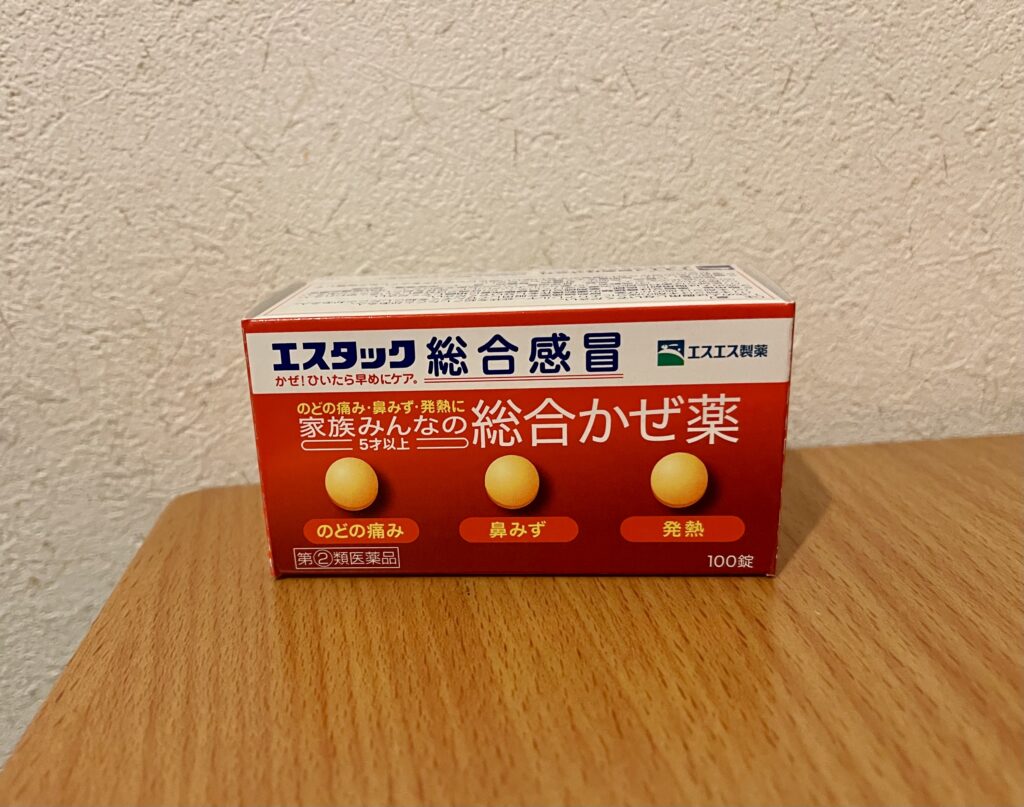 エスタック 総合感冒
かぜ!ひいたら早めにケア。
エスエス製薬
のどの痛み・鼻みず・発熱に
家族みんなの
5才以上
総合かぜ薬
のどの痛み 鼻みず 発熱
第②類医薬品
100錠